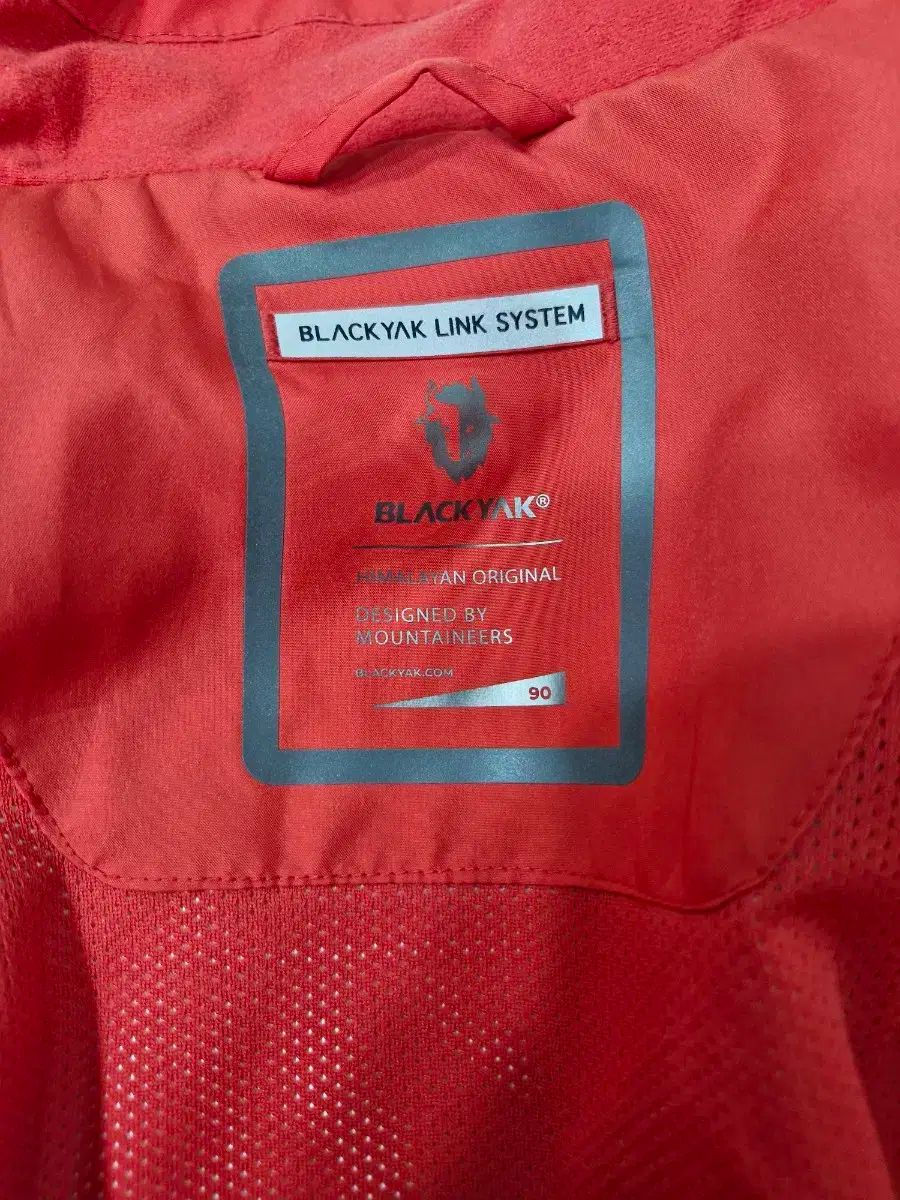 BLACKYAK LINK SYSTEM
BLACKYAK®
HIMALAYAN ORIGINAL
DESIGNED BY
MOUNTAINEERS
BLACKYAK.COM
90